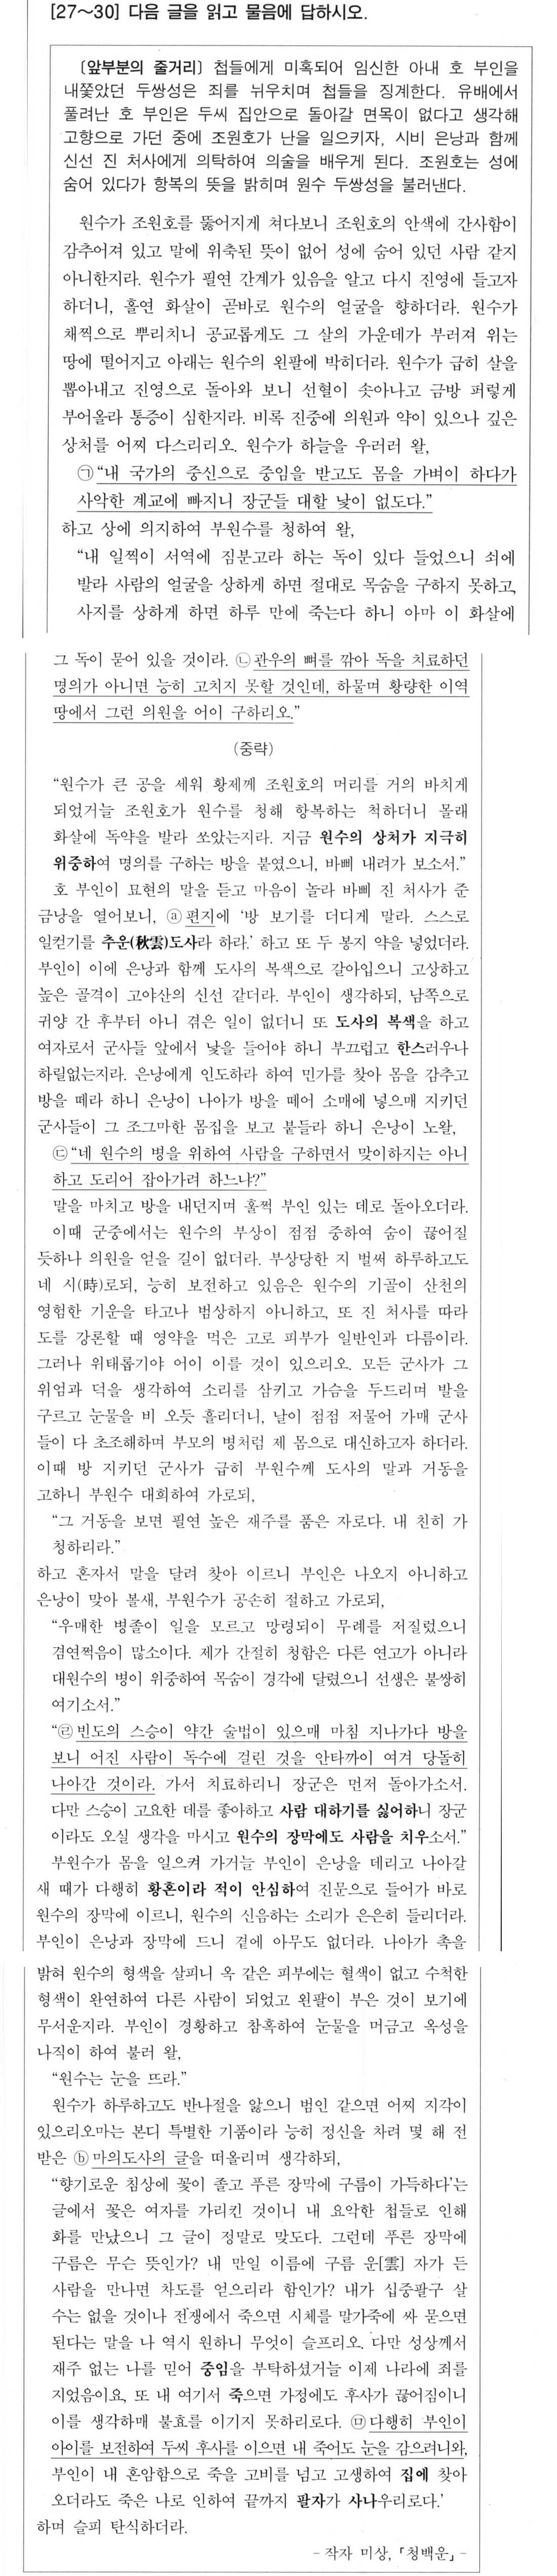 [27~30] 다음 글을 읽고 물음에 답하시오.
[앞부분의 줄거리] 첩들에게 미혹되어 임신한 아내 호 부인을
내쫓았던 두쌍성은 죄를 뉘우치며 첩들을 징계한다. 유배에서
풀려난 호 부인은 두씨 집안으로 돌아갈 면목이 없다고 생각해
고향으로 가던 중에 조원호가 난을 일으키자, 시비 은낭과 함께
신선 진 처사에게 의탁하여 의술을 배우게 된다. 조원호는 성에
숨어 있다가 항복의 뜻을 밝히며 원수 두쌍성을 불러낸다.
원수가 조원호를 뚫어지게 쳐다보니 조원호의 안색에 간사함이
감추어져 있고 말에 위축된 뜻이 없어 성에 숨어 있던 사람 같지
아니한지라. 원수가 필연 간계가 있음을 알고 다시 진영에 들고자
하더니, 홀연 화살이 곧바로 원수의 얼굴을 향하더라. 원수가
채찍으로 뿌리치니 공교롭게도 그 살의 가운데가 부러져 위는
땅에 떨어지고 아래는 원수의 왼팔에 박히더라. 원수가 급히 살을
뽑아내고 진영으로 돌아와 보니 선혈이 솟아나고 금방 퍼렇게
부어올라 통증이 심한지라. 비록 진중에 의원과 약이 있으나 깊은
상처를 어찌 다스리리오. 원수가 하늘을 우러러 왈,
㉠“내 국가의 중신으로 중임을 받고도 몸을 가벼이 하다가
사악한 계교에 빠지니 장군들 대할 낯이 없도다.”
하고 상에 의지하여 부원수를 청하여 왈,
“내 일찍이 서역에 짐분고라 하는 독이 있다 들었으니 쇠에
발라 사람의 얼굴을 상하게 하면 절대로 목숨을 구하지 못하고,
사지를 상하게 하면 하루 만에 죽는다 하니 아마 이 화살에
그 독이 묻어 있을 것이라. ㉡관우의 뼈를 깎아 독을 치료하던
명의가 아니면 능히 고치지 못할 것인데, 하물며 황량한 이역
땅에서 그런 의원을 어이 구하리오.”
(중략)
“원수가 큰 공을 세워 황제께 조원호의 머리를 거의 바치게
되었거늘 조원호가 원수를 청해 항복하는 척하더니 몰래
화살에 독약을 발라 쏘았는지라. 지금 원수의 상처가 지극히
위중하여 명의를 구하는 방을 붙였으니, 바삐 내려가 보소서.”
호 부인이 묘현의 말을 듣고 마음이 놀라 바삐 진 처사가 준
금낭을 열어보니, ⓐ편지에 ‘방 보기를 더디게 말라. 스스로
일컫기를 추운(秋雲)도사라 하라.’ 하고 또 두 봉지 약을 넣었더라.
부인이 이에 은낭과 함께 도사의 복색으로 갈아입으니 고상하고
높은 골격이 고야산의 신선 같더라. 부인이 생각하되, 남쪽으로
귀양 간 후부터 아니 겪은 일이 없더니 또 도사의 복색을 하고
여자로서 군사들 앞에서 낯을 들어야 하니 부끄럽고 한스러우나
하릴없는지라. 은낭에게 인도하라 하여 민가를 찾아 몸을 감추고
방을 떼라 하니 은낭이 나아가 방을 떼어 소매에 넣으매 지키던
군사들이 그 조그마한 몸집을 보고 붙들라 하니 은낭이 노왈,
㉢“네 원수의 병을 위하여 사람을 구하면서 맞이하지는 아니
하고 도리어 잡아가려 하느냐?”
말을 마치고 방을 내던지며 훌쩍 부인 있는 데로 돌아오더라.
이때 군중에서는 원수의 부상이 점점 중하여 숨이 끊어질
듯하나 의원을 얻을 길이 없더라. 부상당한 지 벌써 하루하고도
네 시(時)로되, 능히 보전하고 있음은 원수의 기골이 산천의
영험한 기운을 타고나 범상하지 아니하고, 또 진 처사를 따라
도를 강론할 때 영약을 먹은 고로 피부가 일반인과 다름이라.
그러나 위태롭기야 어이 이를 것이 있으리오. 모든 군사가 그
위엄과 덕을 생각하여 소리를 삼키고 가슴을 두드리며 발을
구르고 눈물을 비 오듯 흘리더니, 날이 점점 저물어 가매 군사
들이 다 초조해하며 부모의 병처럼 제 몸으로 대신하고자 하더라.
이때 방 지키던 군사가 급히 부원수께 도사의 말과 거동을
고하니 부원수 대희하여 가로되,
“그 거동을 보면 필연 높은 재주를 품은 자로다. 내 친히 가
청하리라.”
하고 혼자서 말을 달려 찾아 이르니 부인은 나오지 아니하고
은낭이 맞아 볼새, 부원수가 공손히 절하고 가로되,
“우매한 병졸이 일을 모르고 망령되이 무례를 저질렀으니
겸연쩍음이 많소이다. 제가 간절히 청함은 다른 연고가 아니라
대원수의 병이 위중하여 목숨이 경각에 달렸으니 선생은 불쌍히
여기소서.”
“㉣빈도의 스승이 약간 술법이 있으매 마침 지나가다 방을
보니 어진 사람이 독수에 걸린 것을 안타까이 여겨 당돌히
나아간 것이라. 가서 치료하리니 장군은 먼저 돌아가소서.
다만 스승이 고요한 데를 좋아하고 사람 대하기를 싫어하니 장군
이라도 오실 생각을 마시고 원수의 장막에도 사람을 치우소서.”
부원수가 몸을 일으켜 가거늘 부인이 은낭을 데리고 나아갈
새 때가 다행히 황혼이라 적이 안심하여 진문으로 들어가 바로
원수의 장막에 이르니, 원수의 신음하는 소리가 은은히 들리더라.
부인이 은낭과 장막에 드니 곁에 아무도 없더라. 나아가 촉을
밝혀 원수의 형색을 살피니 옥 같은 피부에는 혈색이 없고 수척한
형색이 완연하여 다른 사람이 되었고 왼팔이 부은 것이 보기에
무서운지라. 부인이 경황하고 참혹하여 눈물을 머금고 옥성을
나직이 하여 불러 왈,
“원수는 눈을 뜨라.”
원수가 하루하고도 반나절을 앓으니 범인 같으면 어찌 지각이
있으리오마는 본디 특별한 기품이라 능히 정신을 차려 몇 해 전
받은 ⓑ마의도사의 글을 떠올리며 생각하되,
“향기로운 침상에 꽃이 졸고 푸른 장막에 구름이 가득하다’는
글에서 꽃은 여자를 가리킨 것이니 내 요악한 첩들로 인해
화를 만났으니 그 글이 정말로 맞도다. 그런데 푸른 장막에
구름은 무슨 뜻인가? 내 만일 이름에 구름 운[雲] 자가 든
사람을 만나면 차도를 얻으리라 함인가? 내가 십중팔구 살
수는 없을 것이나 전쟁에서 죽으면 시체를 말가죽에 싸 묻으면
된다는 말을 나 역시 원하니 무엇이 슬프리오. 다만 성상께서
재주 없는 나를 믿어 중임을 부탁하셨거늘 이제 나라에 죄를
지었음이요, 또 내 여기서 죽으면 가정에도 후사가 끊어짐이니
이를 생각하매 불효를 이기지 못하리로다. ㉤다행히 부인이
아이를 보전하여 두씨 후사를 이으면 내 죽어도 눈을 감으려니와,
부인이 내 혼암함으로 죽을 고비를 넘고 고생하여 집에 찾아
오더라도 죽은 나로 인하여 끝까지 팔자가 사나우리로다.’
하며 슬피 탄식하더라.
- 작자 미상, 「청백운」 -